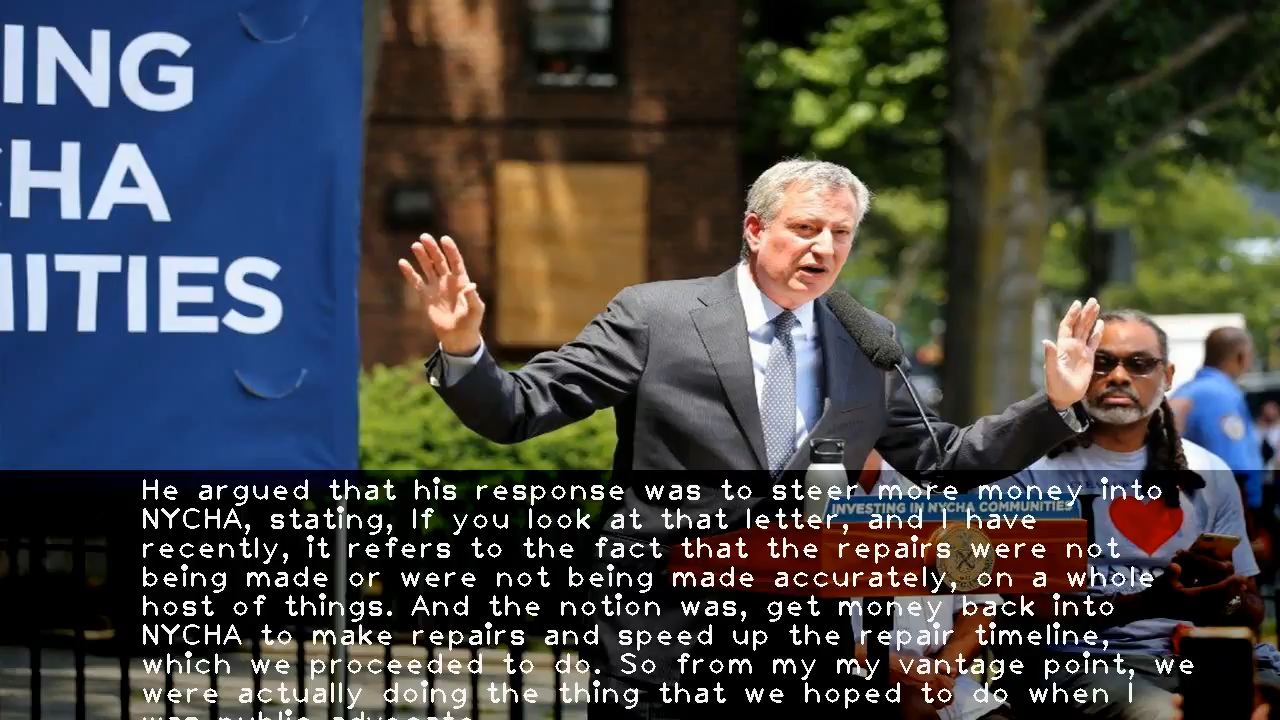 ING
CHA
NITIES
INVESTING IN NYCHA COMMUNITIES
He argued that his response was to steer more money into
NYCHA, stating, If you look at that letter, and I have
recently, it refers to the fact that the repairs were not
being made or were not being made accurately, on a whole
host of things. And the notion was, get money back into
NYCHA to make repairs and speed up the repair timeline,
which we proceeded to do. So from my my vantage point, we
were actually doing the thing that we hoped to do when I
was public advocate